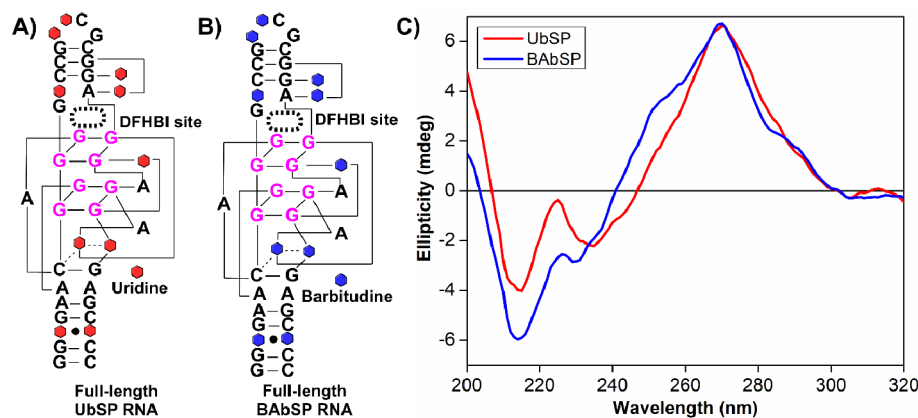 A)
C
G
G C
C G
C G
A
G
DFHBI site
G G
G G
A
A
G G
G G
A
C G
Uridine
A A
A G
G C
G C
G C
Full-length
UbSP RNA
B)
C
G
G C
C G
C G
A
G
DFHBI site
G G
G G
A
A
G G
G G
A
C G
Barbitudine
A A
A G
G C
G C
G C
Full-length
BAbSP RNA
C)
UbSP
BAbSP
Ellipticity (mdeg)
6
4
2
0
-2
-4
-6
200 220 240 260 280 300 320
Wavelength (nm)